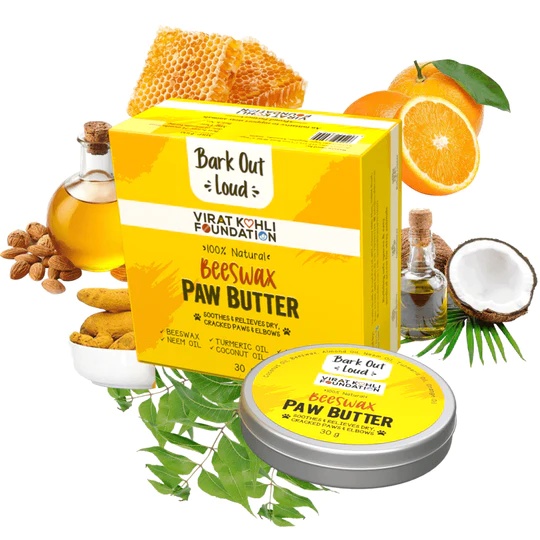 Bark Out
Loud
VIRAT KOHLI
FOUNDATION
100% Natural
Beeswax
PAW BUTTER
SOOTHES & RELIEVES DRY,
CRACKED PAWS & ELBOWS
✓ BEESWAX ✓ TURMERIC OIL
✓ NEEM OIL ✓ COCONUT OIL
30
Bark Out
Loud
VIRAT KOHLI
FOUNDATION
100% Natural
Beeswax
PAW BUTTER
SOOTHES & RELIEVES DRY,
CRACKED PAWS & ELBOWS
30 g